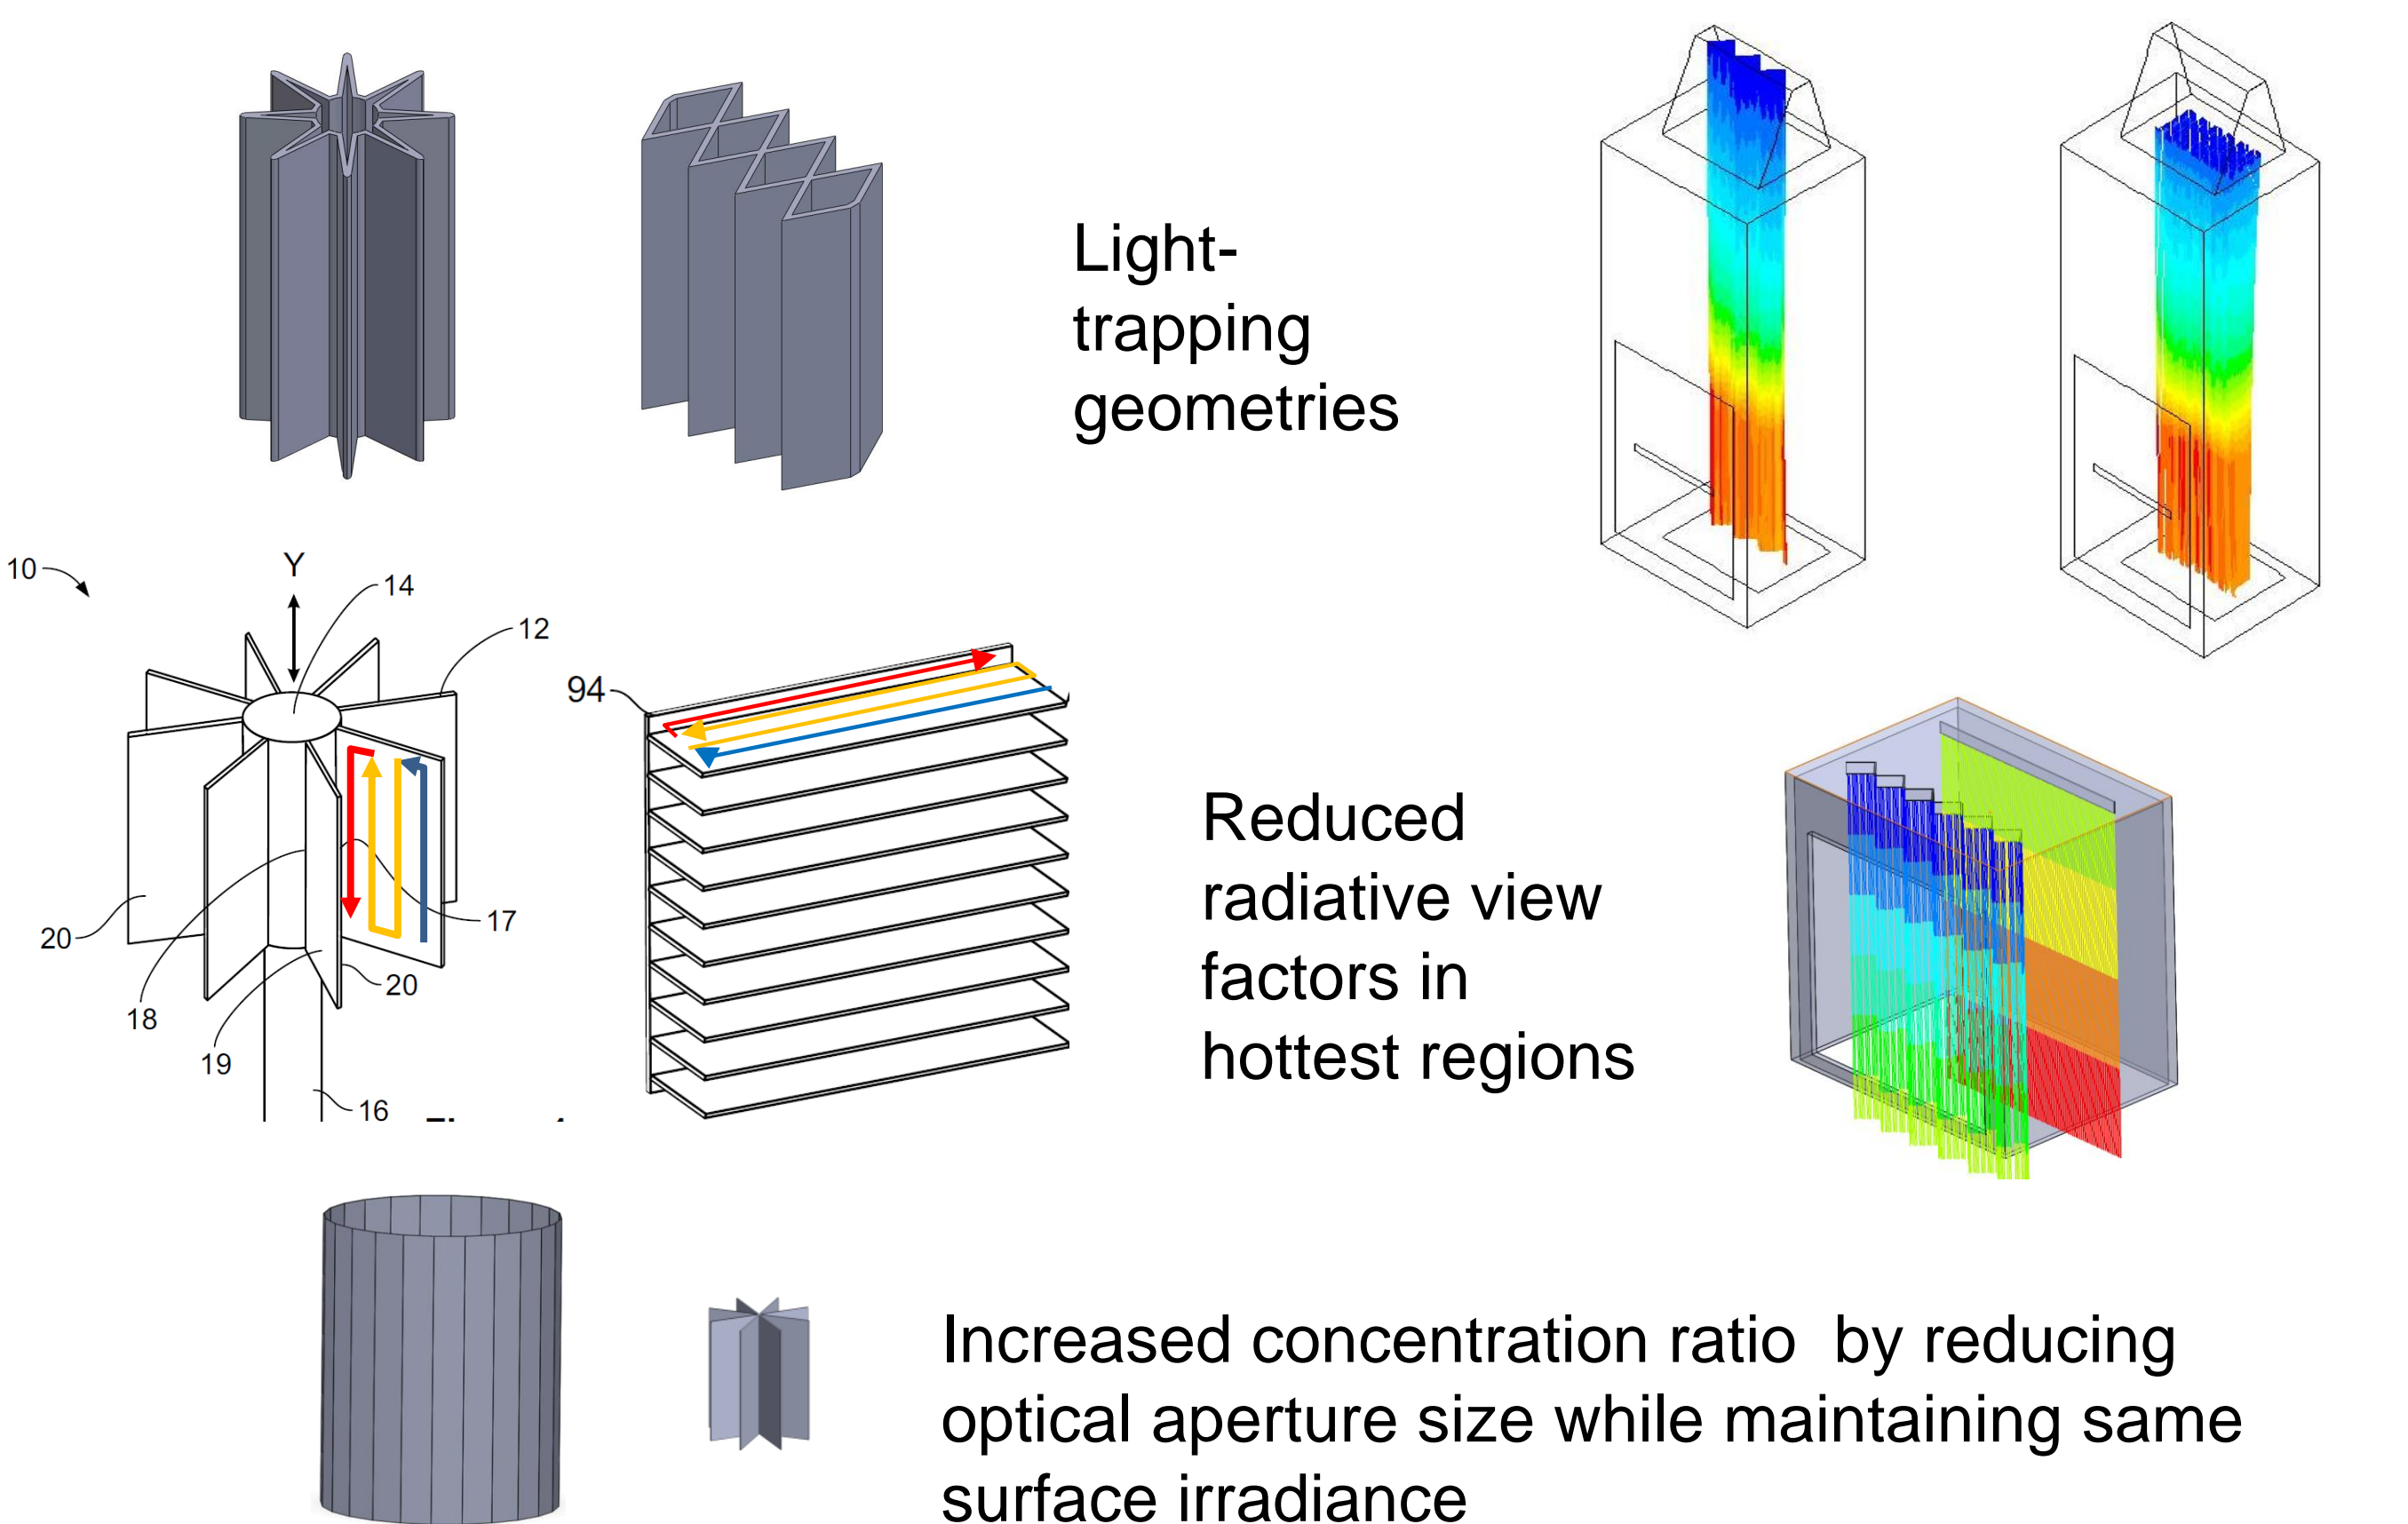 Light-
trapping
geometries
10
Y
14
12
94
17
18
19
20
20
16
Reduced
radiative view
factors in
hottest regions
Increased concentration ratio  by reducing
optical aperture size while maintaining same
surface irradiance